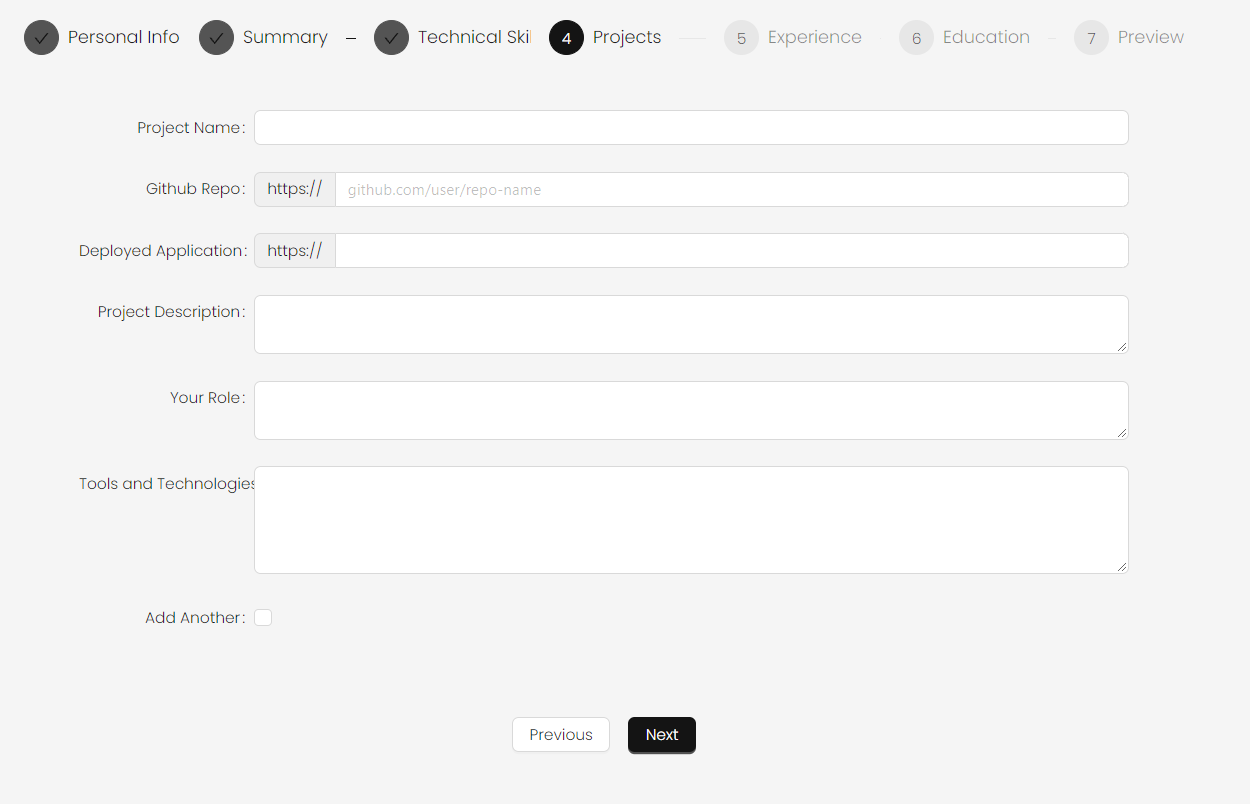 Personal Info Summary Technical Skil 4 Projects 5 Experience 6 Education 7 Preview
Project Name:
Github Repo: https:// github.com/user/repo-name
Deployed Application: https://
Project Description:
Your Role:
Tools and Technologies
Add Another:
Previous Next